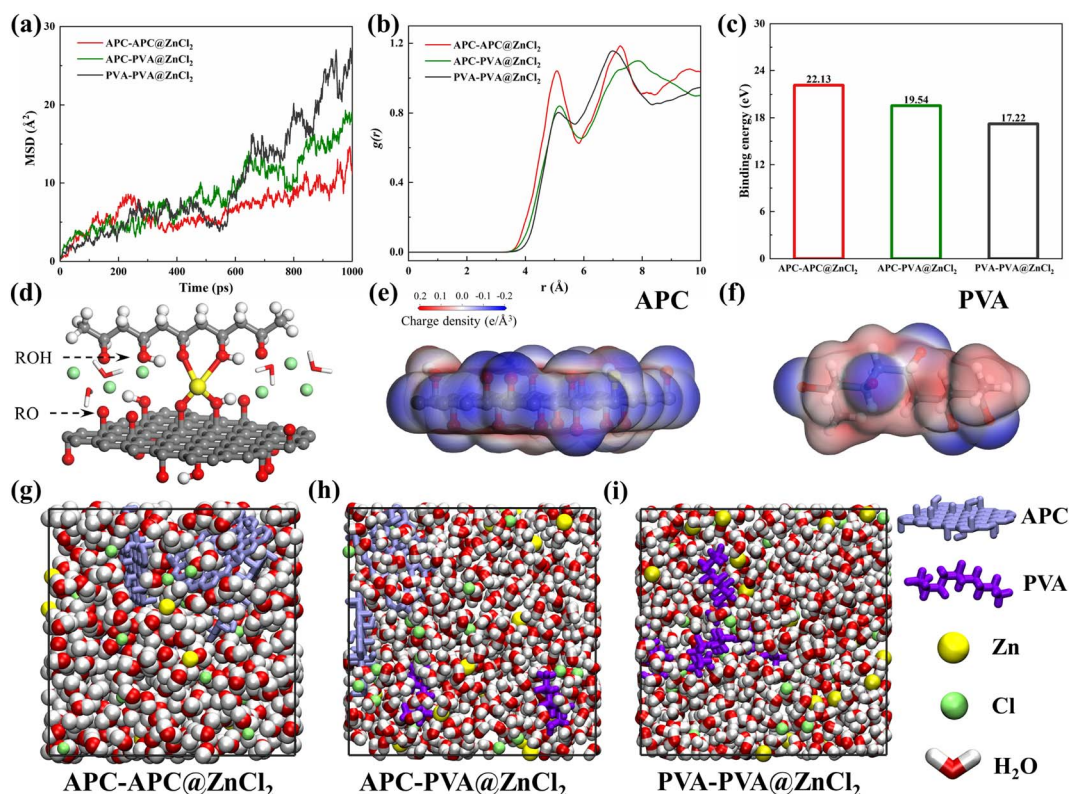 (a)
30
20
10
0
MSD (Å²)
APC-APC@ZnCl₂
APC-PVA@ZnCl₂
PVA-PVA@ZnCl₂
0 200 400 600 800 1000
Time (ps)
(b)
1.6
1.2
0.8
0.4
0.0
g(r)
APC-APC@ZnCl₂
APC-PVA@ZnCl₂
PVA-PVA@ZnCl₂
0 2 4 6 8 10
r (Å)
(c)
30
24
18
12
6
0
Binding energy (eV)
22.13
19.54
17.22
APC-APC@ZnCl₂ APC-PVA@ZnCl₂ PVA-PVA@ZnCl₂
(d)
ROH
RO
(e)
0.2 0.1 0.0 -0.1 -0.2
Charge density (e/Å³)
APC
(f)
PVA
(g)
APC-APC@ZnCl₂
(h)
APC-PVA@ZnCl₂
(i)
PVA-PVA@ZnCl₂
APC
PVA
Zn
Cl
H₂O